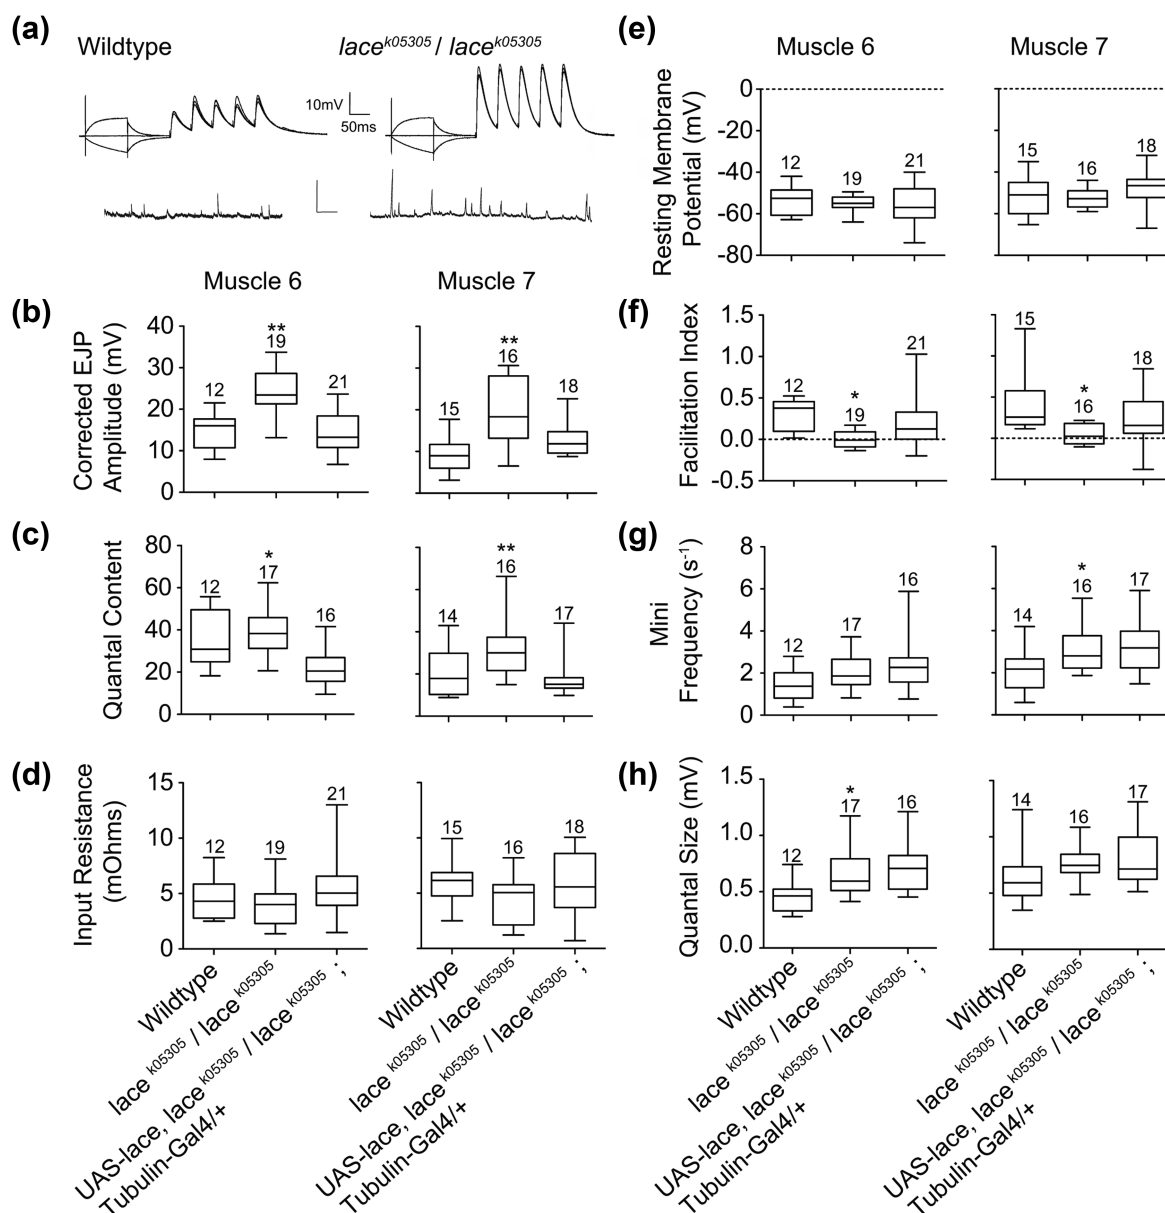 (a)
Wildtype
lace^k05305 / lace^k05305
10mV
50ms
Muscle 6
Muscle 7
(b)
Corrected EJP
Amplitude (mV)
40
30
20
10
0
12
**
19
21
15
**
16
18
(c)
Quantal Content
80
60
40
20
0
12
*
17
16
14
**
16
17
(d)
Input Resistance
(mOhms)
15
10
5
0
12
19
21
15
16
18
Wildtype
lace k05305 / lace k05305
UAS-lace, lace k05305 / lace k05305 ;
Tubulin-Gal4/+
Wildtype
lace k05305 / lace k05305
UAS-lace, lace k05305 / lace k05305 ;
Tubulin-Gal4/+
(e)
Muscle 6
Muscle 7
Resting Membrane
Potential (mV)
0
-20
-40
-60
-80
12
19
21
15
16
18
(f)
Facilitation Index
1.5
1.0
0.5
0.0
-0.5
12
*
19
21
15
*
16
18
(g)
Mini
Frequency (s-1)
8
6
4
2
0
12
17
16
14
*
16
17
(h)
Quantal Size (mV)
1.5
1.0
0.5
0.0
12
*
17
16
14
16
17
Wildtype
lace k05305 / lace k05305
UAS-lace, lace k05305 / lace k05305 ;
Tubulin-Gal4/+
Wildtype
lace k05305 / lace k05305
UAS-lace, lace k05305 / lace k05305 ;
Tubulin-Gal4/+